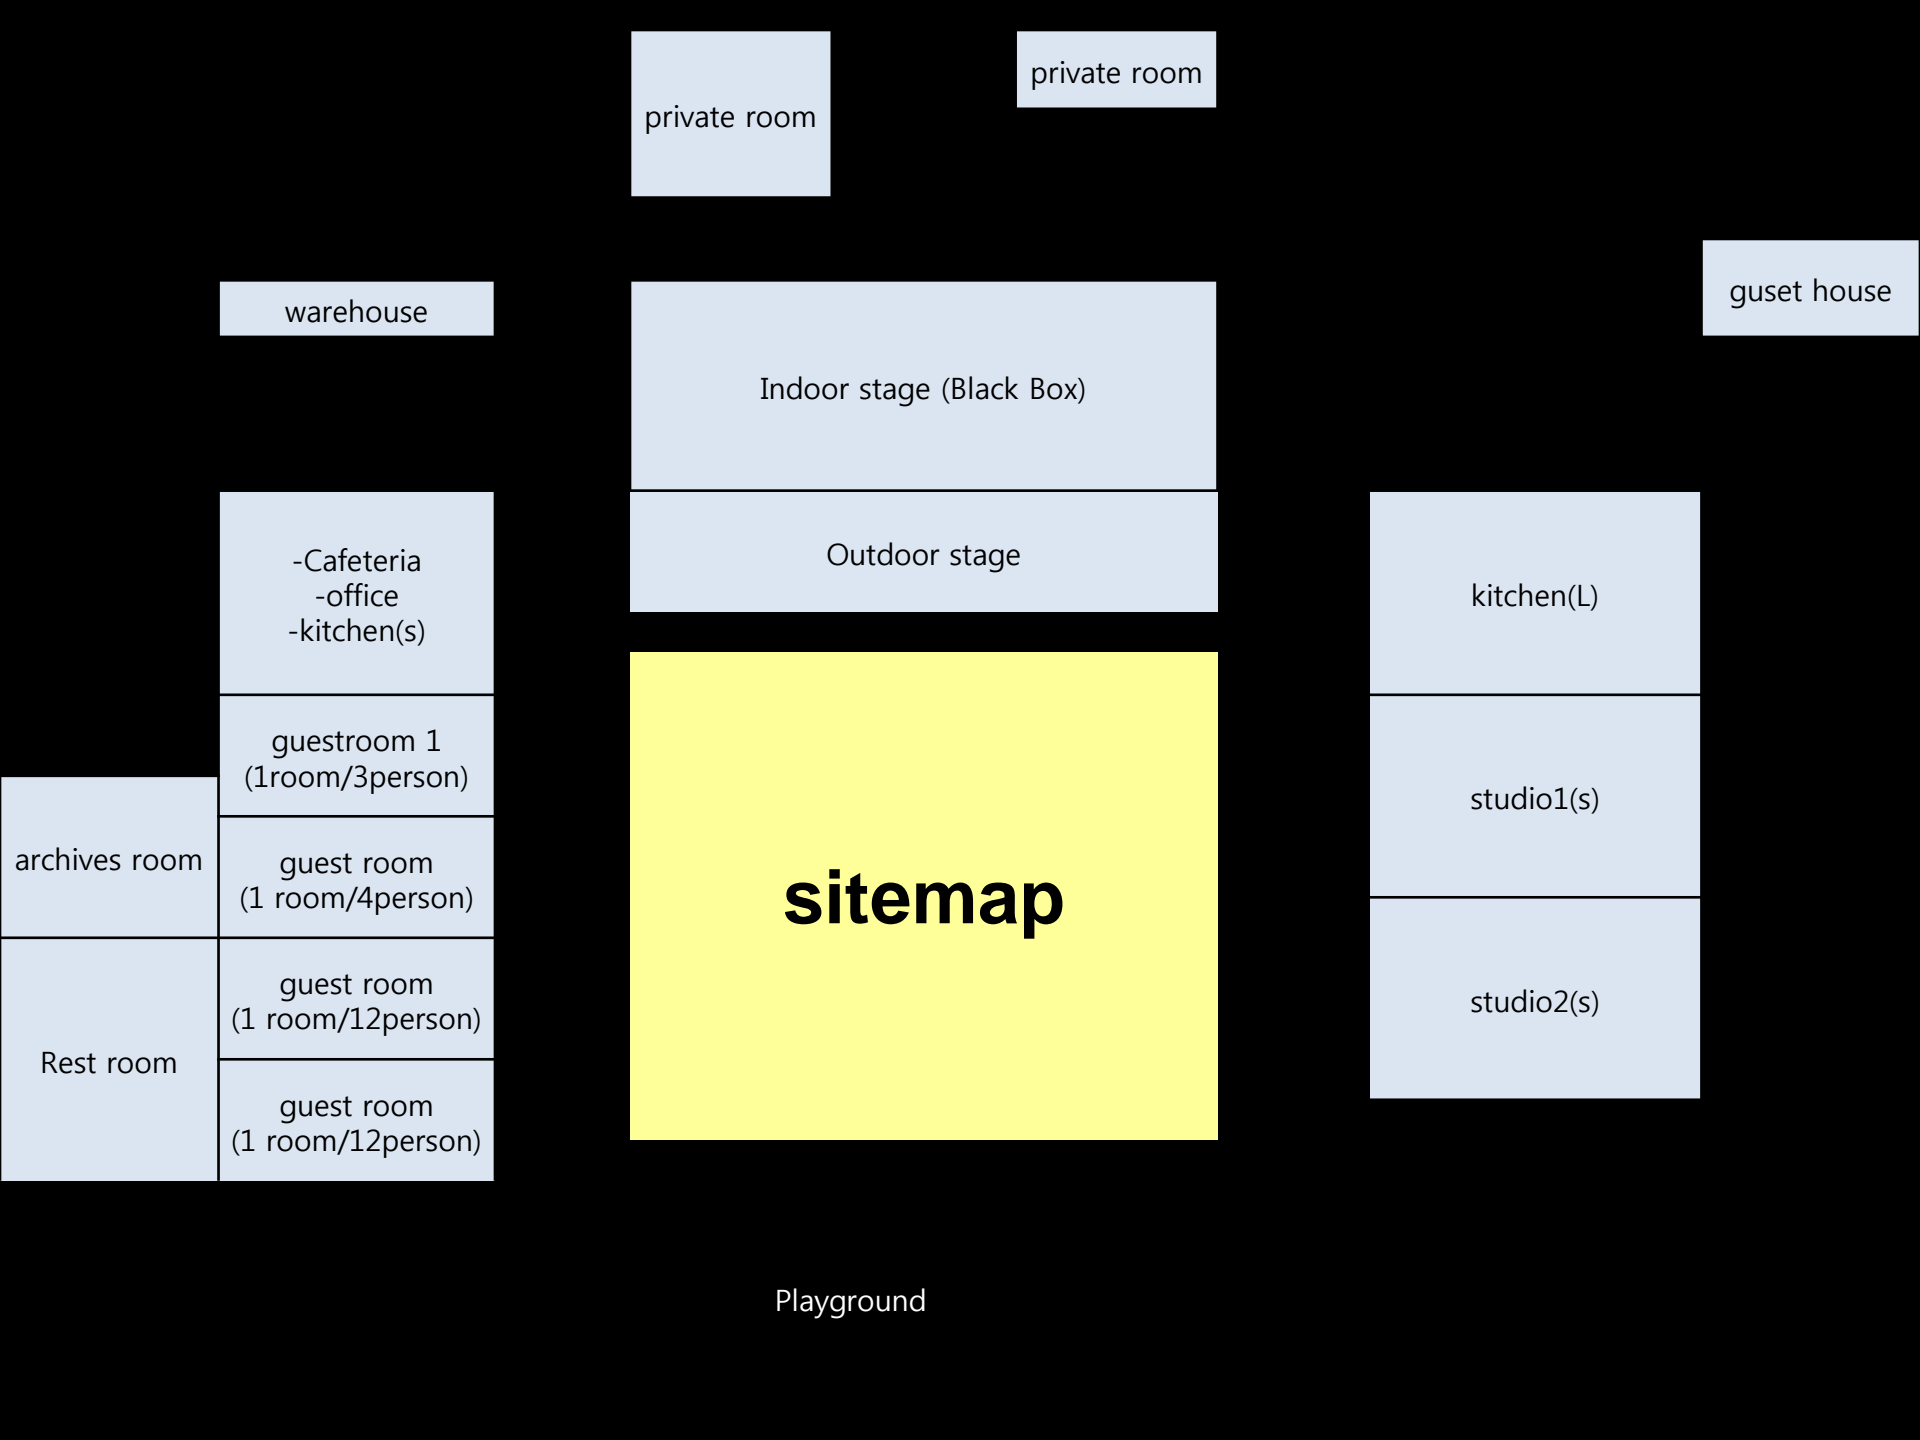 private room
private room
guset house
warehouse
Indoor stage (Black Box)
Outdoor stage
-Cafeteria
-office
-kitchen(s)
kitchen(L)
guestroom 1
(1room/3person)
studio1(s)
archives room
guest room
(1 room/4person)
sitemap
guest room
(1 room/12person)
studio2(s)
Rest room
guest room
(1 room/12person)
Playground